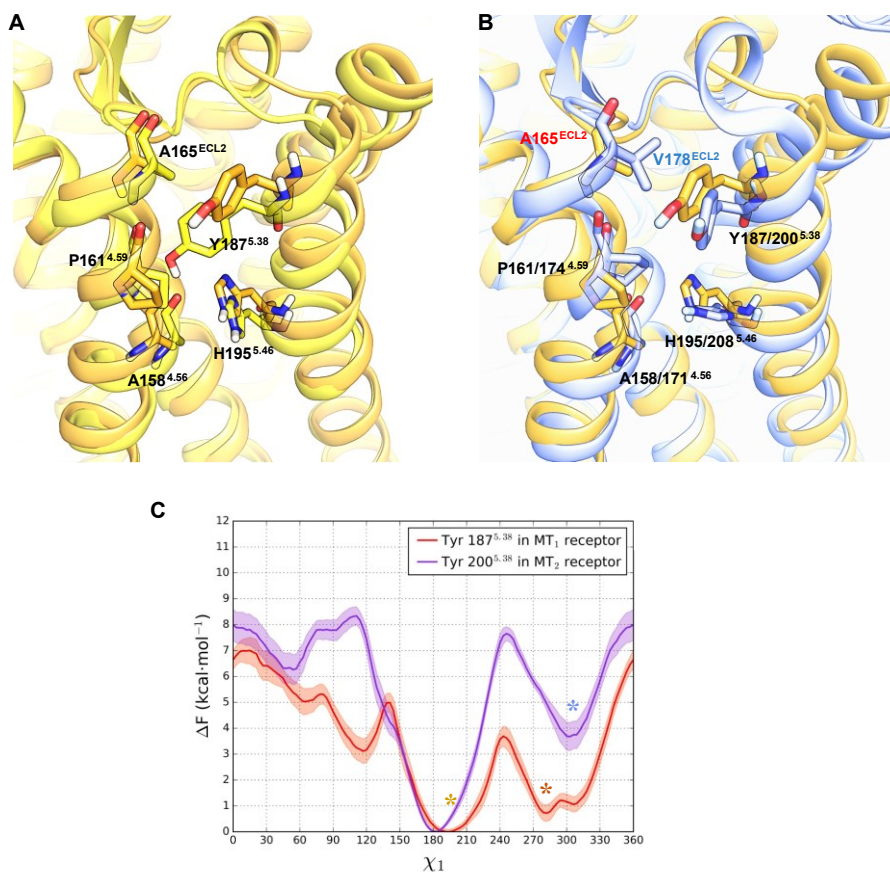 A
B
A165ᴱᶜᴸ²
A165ᴱᶜᴸ²
V178ᴱᶜᴸ²
Y187⁵·³⁸
Y187/200⁵·³⁸
P161⁴·⁵⁹
P161/174⁴·⁵⁹
H195⁵·⁴⁶
H195/208⁵·⁴⁶
A158⁴·⁵⁶
A158/171⁴·⁵⁶
C
Tyr 187⁵·³⁸ in MT₁ receptor
Tyr 200⁵·³⁸ in MT₂ receptor
ΔF (kcal·mol⁻¹)
12
11
10
9
8
7
6
5
4
3
2
1
0
* * *
0 30 60 90 120 150 180 210 240 270 300 330 360
χ₁